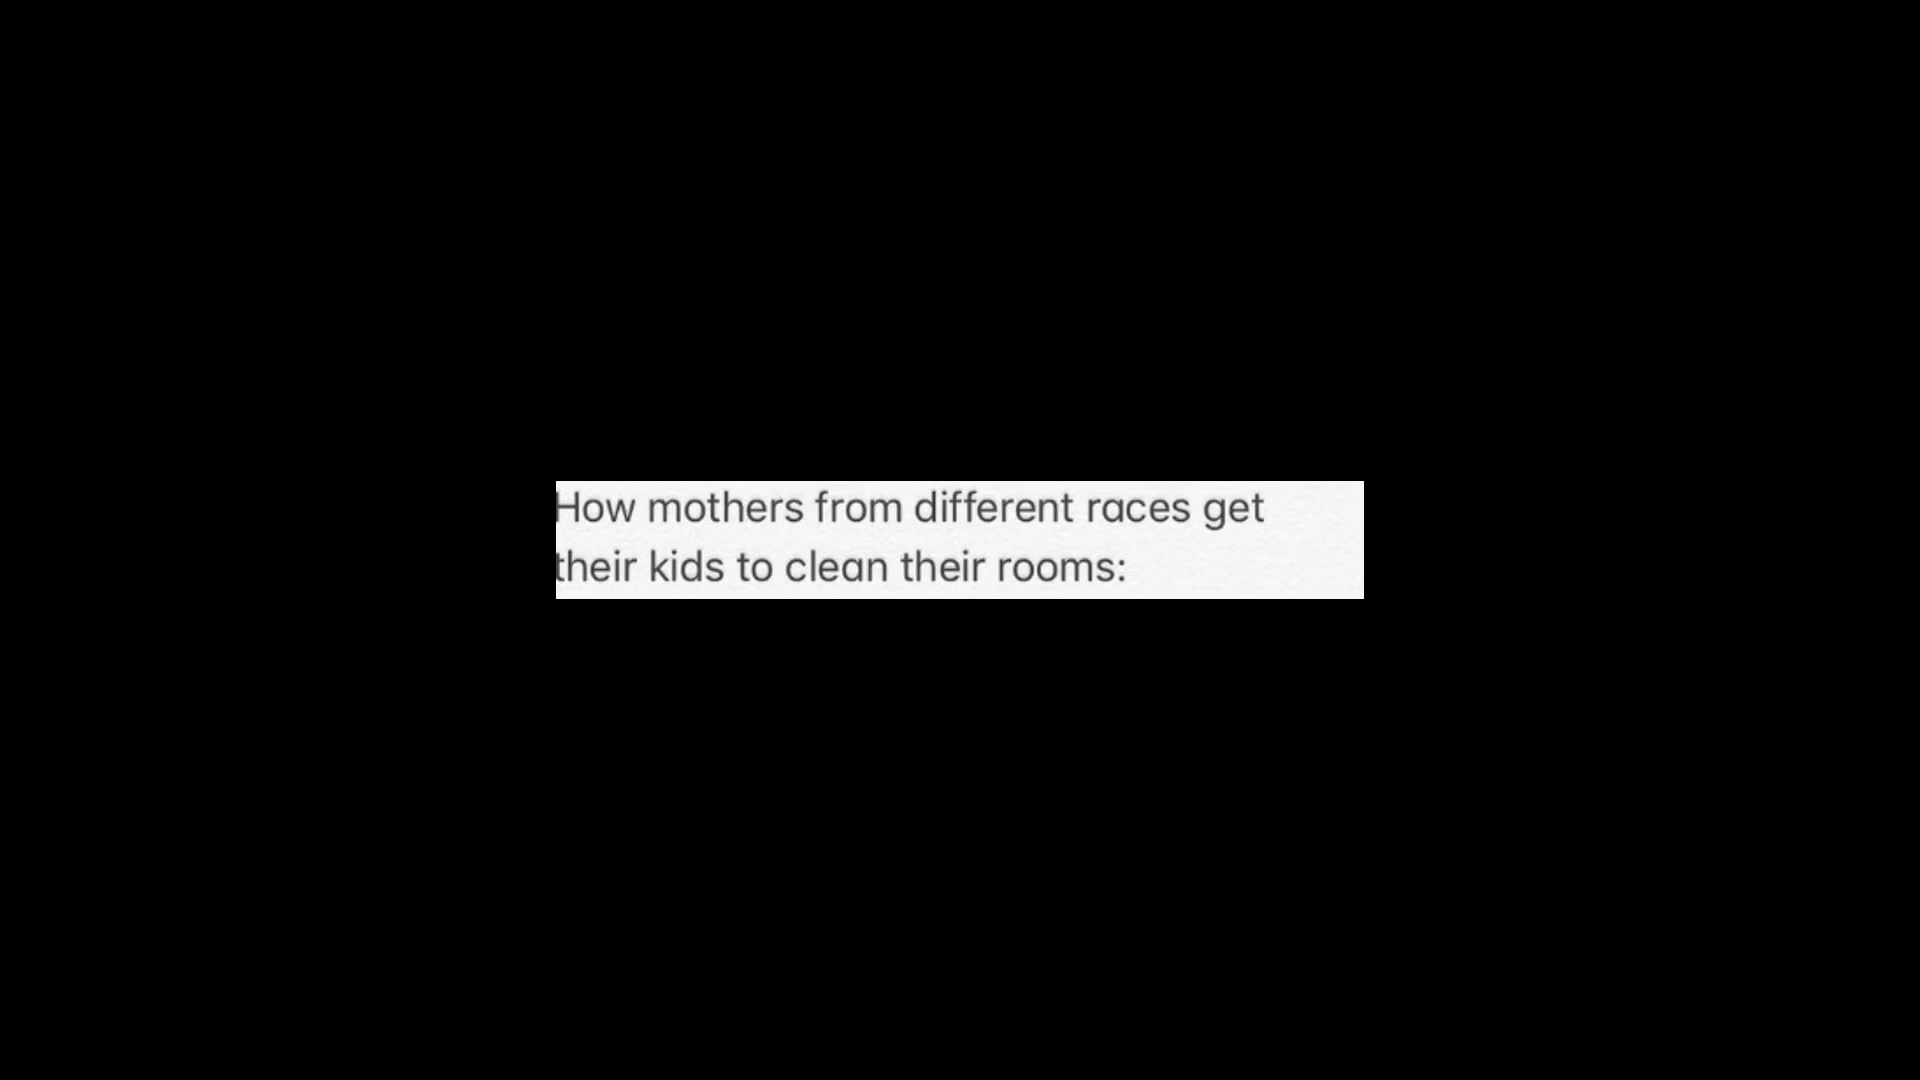 How mothers from different races get
their kids to clean their rooms: